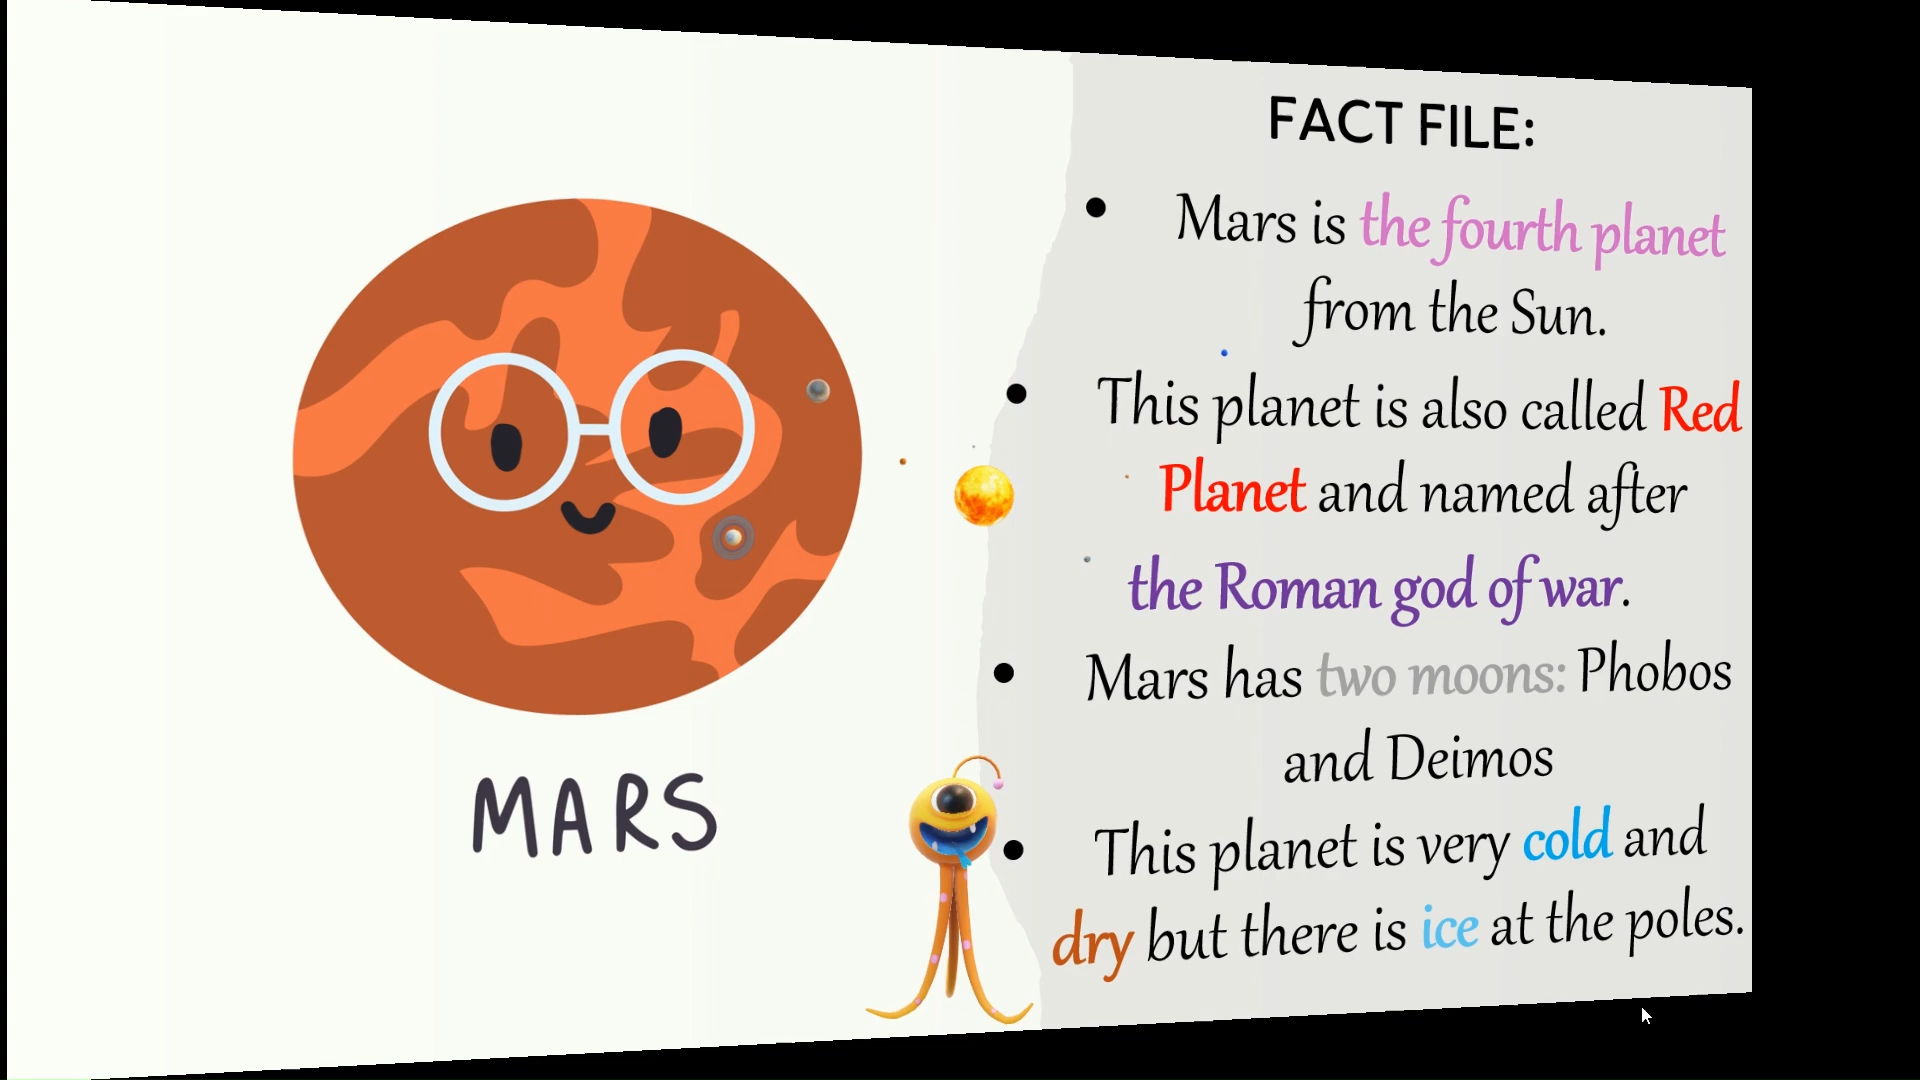 MARS
FACT FILE:
• Mars is the fourth planet
from the Sun.
• This planet is also called Red
Planet and named after
the Roman god of war.
• Mars has two moons: Phobos
and Deimos
• This planet is very cold and
dry but there is ice at the poles.